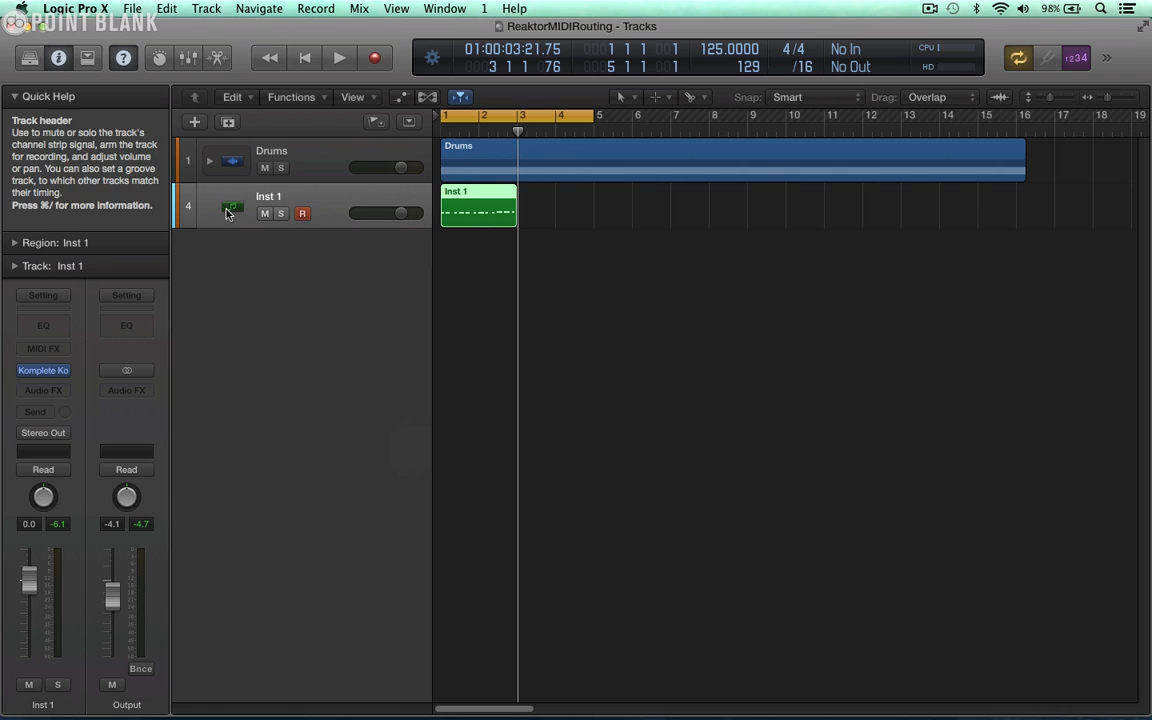 Logic Pro X File Edit Track Navigate Record Mix View Window 1 Help 98%
POINT BLANK
ReaktorMIDIRouting - Tracks
01:00:03:21.75 1 1 1 1 125.0000 4/4 No In CPU
3 1 1 76 5 1 1 1 129 /16 No Out HD
1234
Quick Help
Edit Functions View Snap: Smart Drag: Overlap
Track header
Use to mute or solo the track's
channel strip signal, arm the track
for recording, and adjust volume
or pan. You can also set a groove
track, to which other tracks match
their timing.
Press ⌘/ for more information.
1 2 3 4 5 6 7 8 9 10 11 12 13 14 15 16 17 18 19
1 Drums
M S
Drums
4 Inst 1
M S R
Inst 1
Region: Inst 1
Track: Inst 1
Setting Setting
EQ EQ
MIDI FX
Komplete Ko
Audio FX Audio FX
Send
Stereo Out
Read Read
0.0 -6.1 -4.1 -4.7
Bnce
M S M
Inst 1 Output